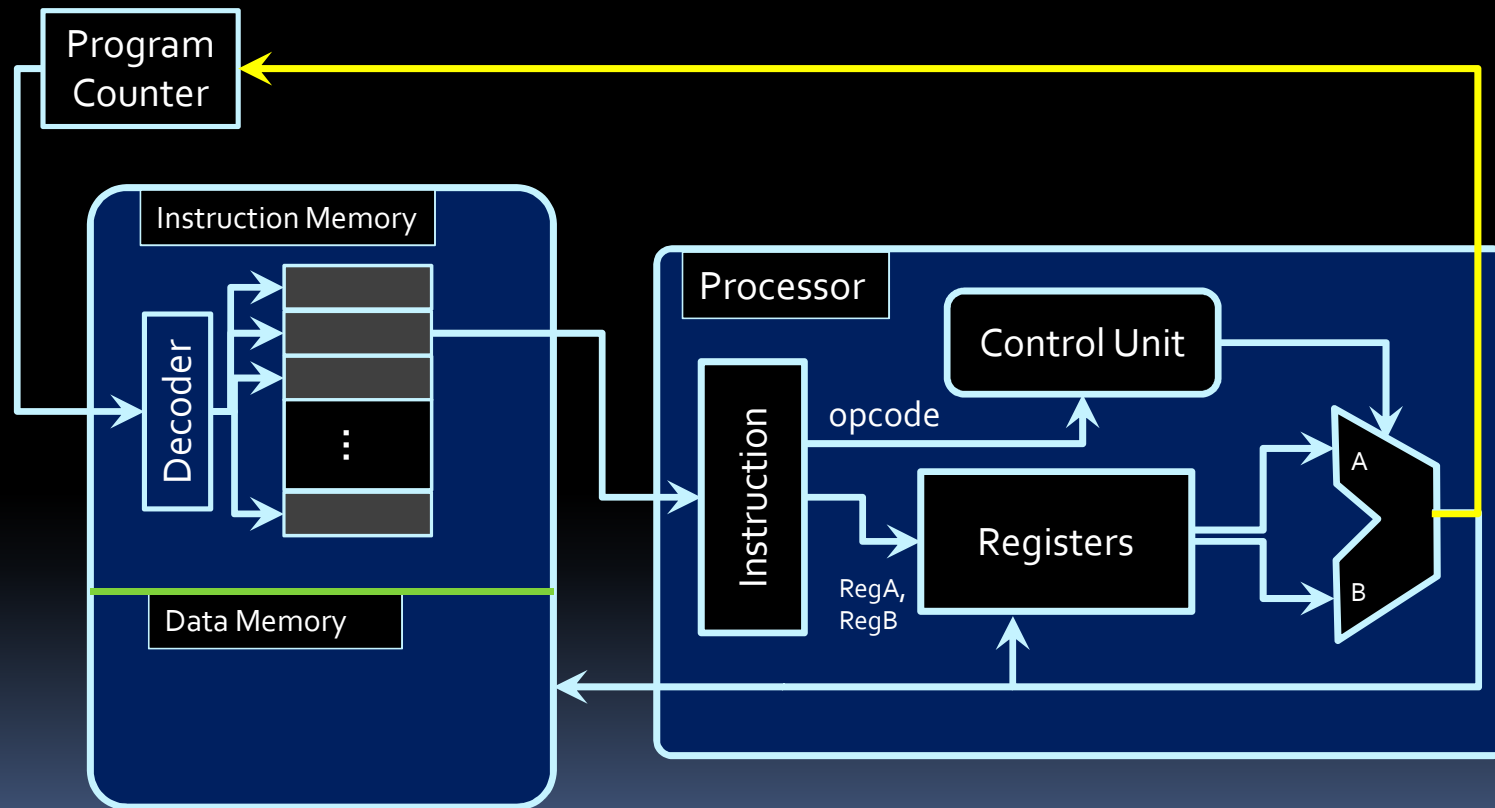 Program
Counter
Instruction Memory
Decoder
...
Data Memory
Processor
Control Unit
Instruction
opcode
Registers
RegA,
RegB
A
B